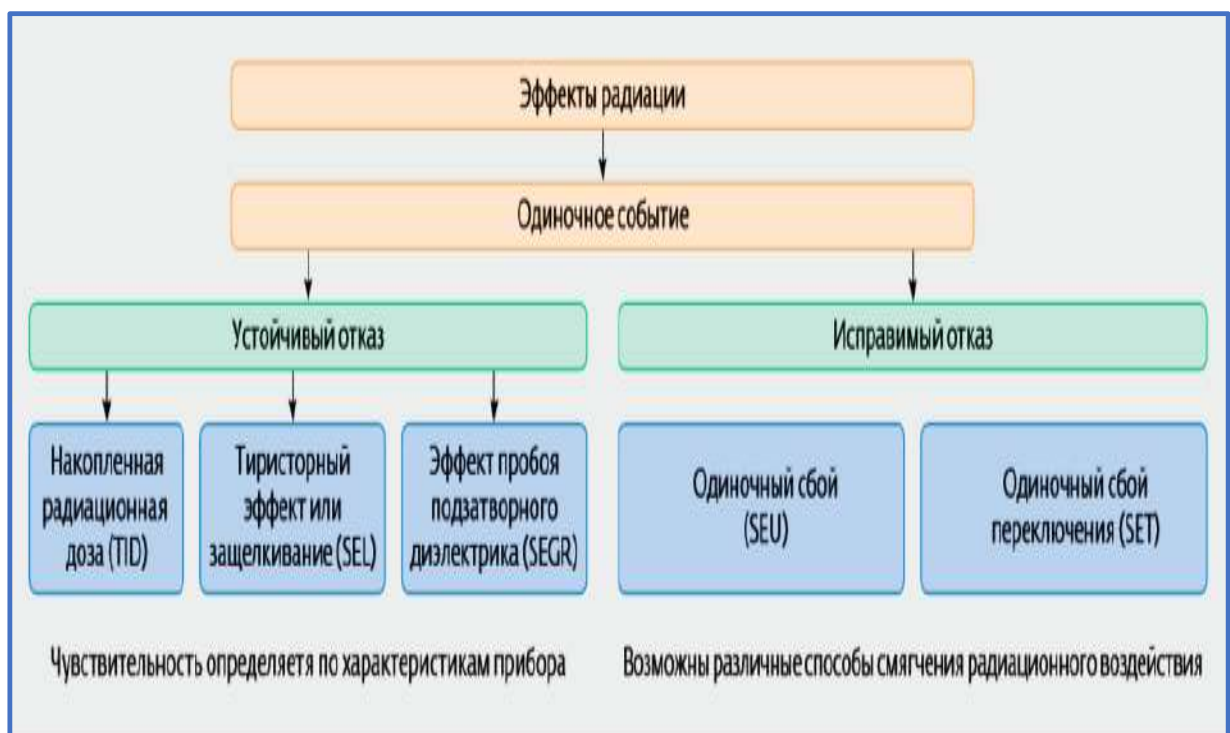 Эффекты радиации
Одиночное событие
Устойчивый отказ
Исправимый отказ
Накопленная
радиационная
доза (TID)
Тиристорный
эффект или
защелкивание (SEL)
Эффект пробоя
подзатворного
диэлектрика (SEGR)
Одиночный сбой
(SEU)
Одиночный сбой
переключения (SET)
Чувствительность определяетя по характеристикам прибора
Возможны различные способы смягчения радиационного воздействия